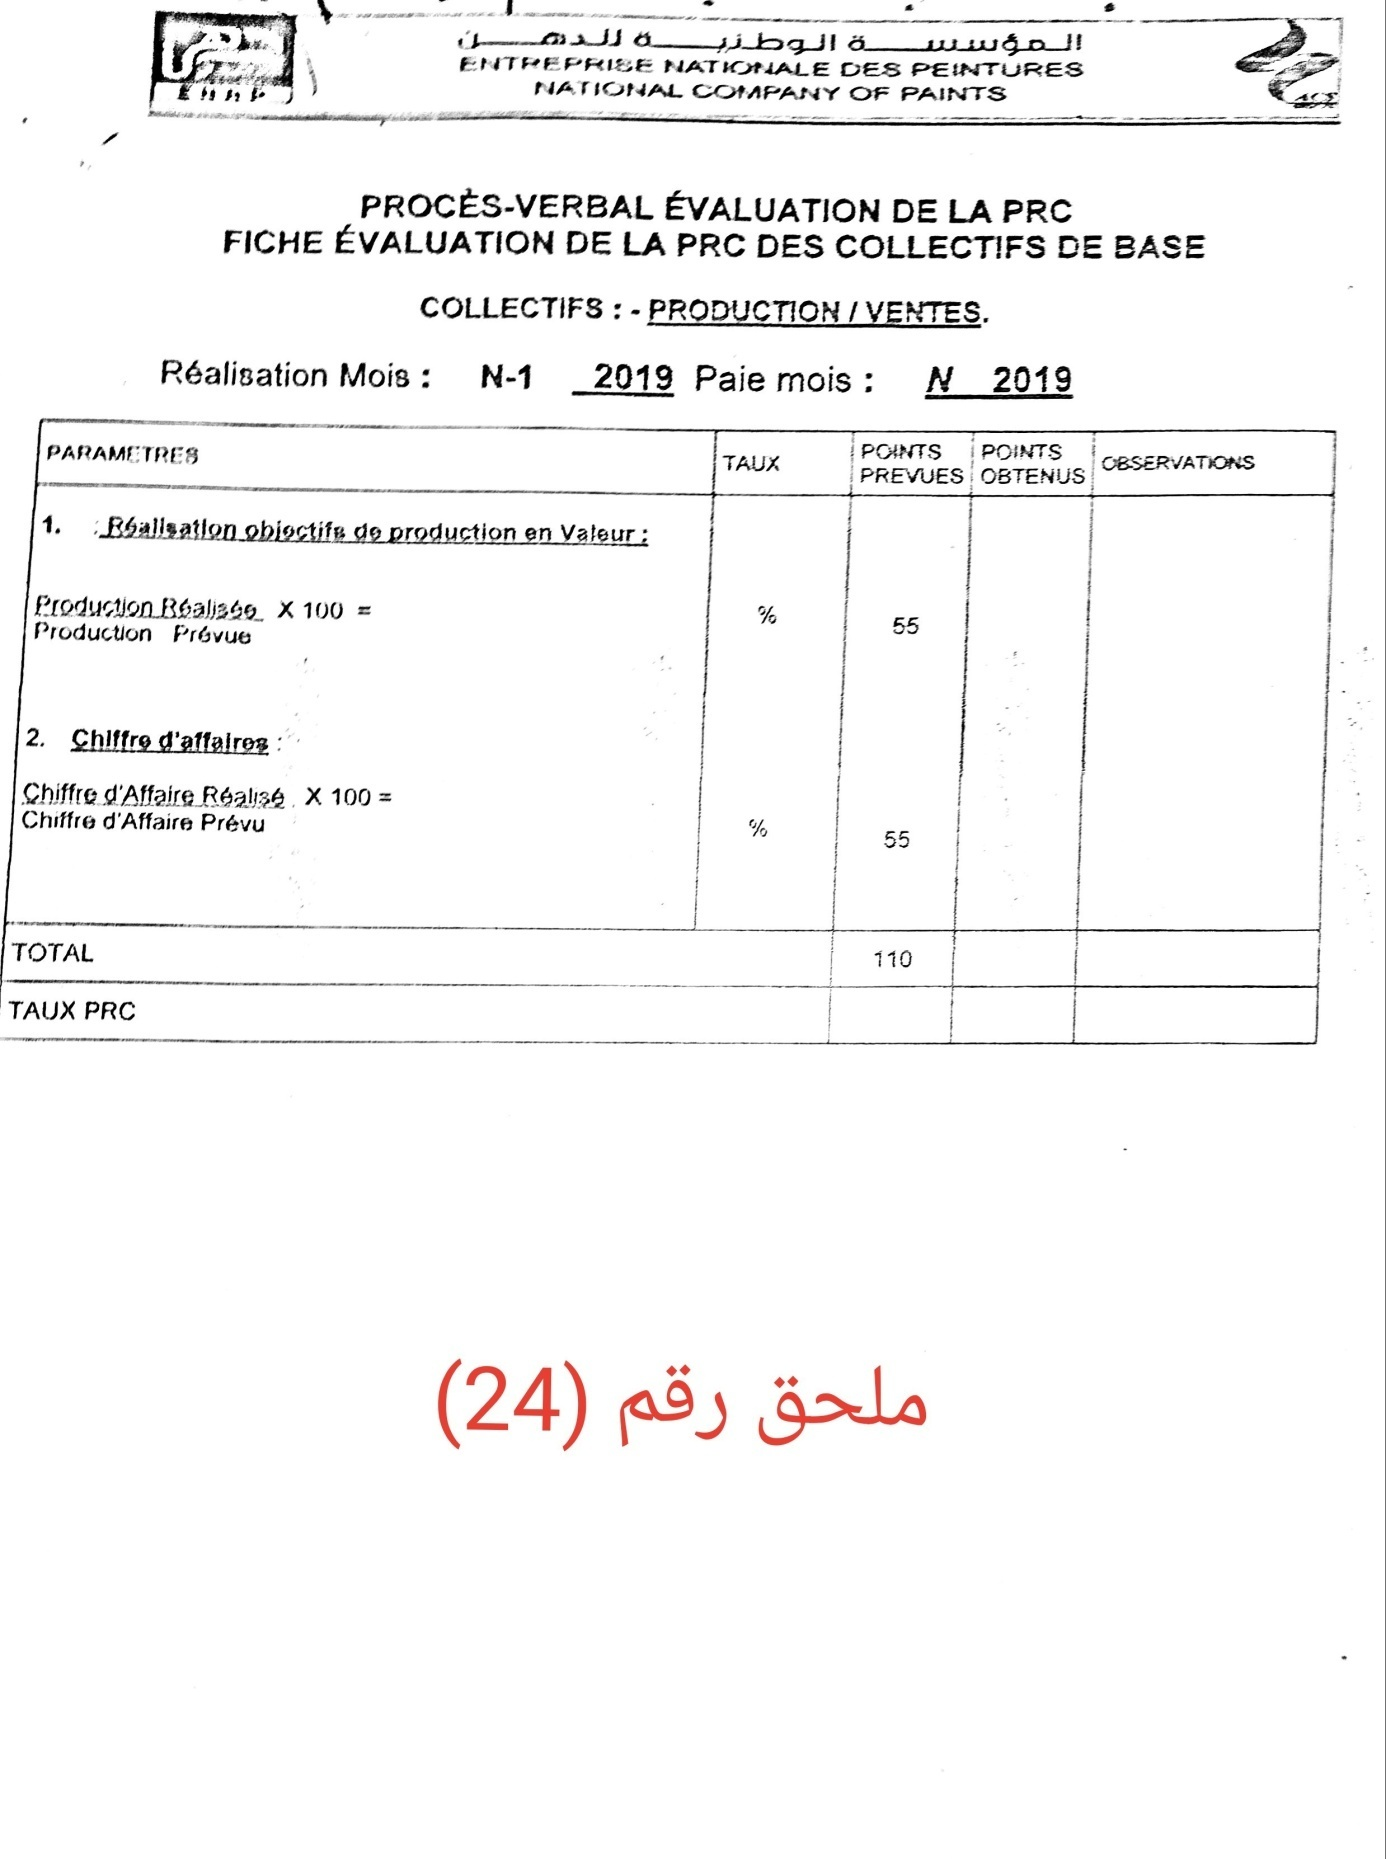 المؤسسة الوطنية للدهن
ENTREPRISE NATIONALE DES PEINTURES
NATIONAL COMPANY OF PAINTS
PROCÈS-VERBAL ÉVALUATION DE LA PRC
FICHE ÉVALUATION DE LA PRC DES COLLECTIFS DE BASE
COLLECTIFS : - PRODUCTION / VENTES.
Réalisation Mois : N-1 2019 Paie mois : N 2019
PARAMETRES TAUX POINTS PREVUES POINTS OBTENUS OBSERVATIONS
1. : Réalisation objectifs de production en Valeur :
Production Réalisée X 100 =
Production Prévue
% 55
2. Chiffre d'affaires :
Chiffre d'Affaire Réalisé X 100 =
Chiffre d'Affaire Prévu
% 55
TOTAL 110
TAUX PRC
ملحق رقم (24)